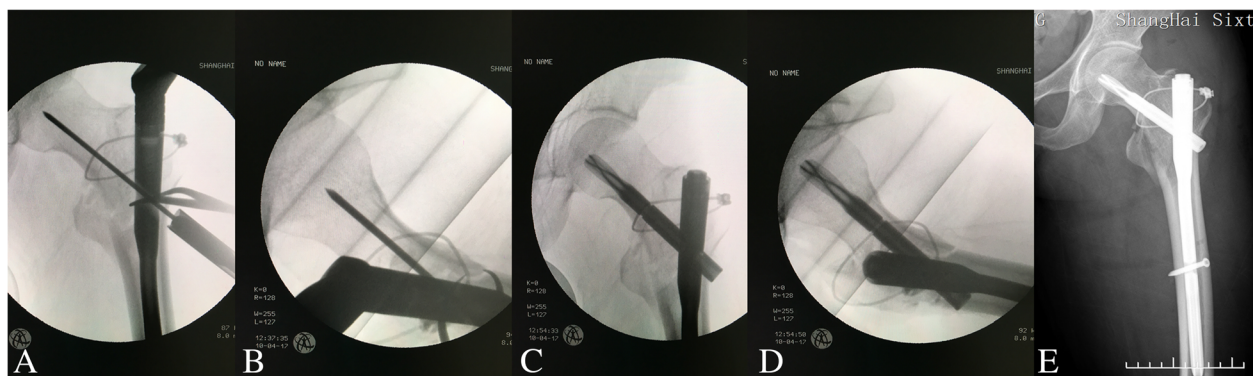 SHANGHAI
A
NO NAME
SHANG
K=0
R=128
W=255
L=127
12:37:35
10-04-17
B
NO NAME
K=0
R=128
W=255
L=127
12:54:33
10-04-17
C
NO NAME
SHANGHAI
K=0
R=128
W=255
L=127
12:54:50
10-04-17
D
G ShangHai Sixt
E